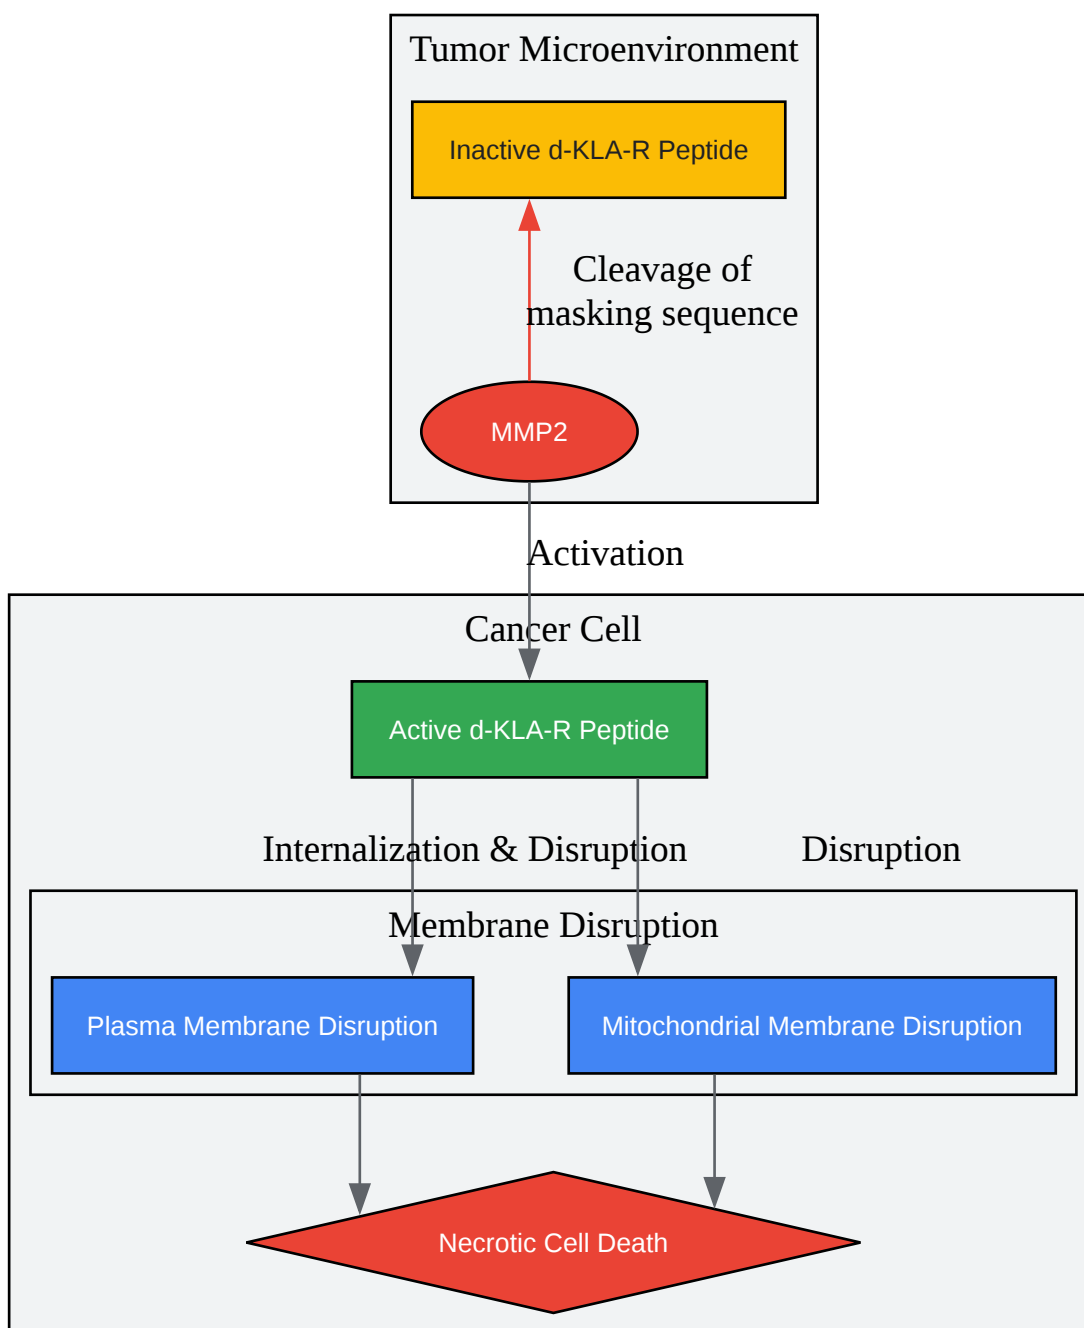 Tumor Microenvironment
Inactive d-KLA-R Peptide
Cleavage of
masking sequence
MMP2
Activation
Cancer Cell
Active d-KLA-R Peptide
Internalization & Disruption
Disruption
Membrane Disruption
Plasma Membrane Disruption
Mitochondrial Membrane Disruption
Necrotic Cell Death